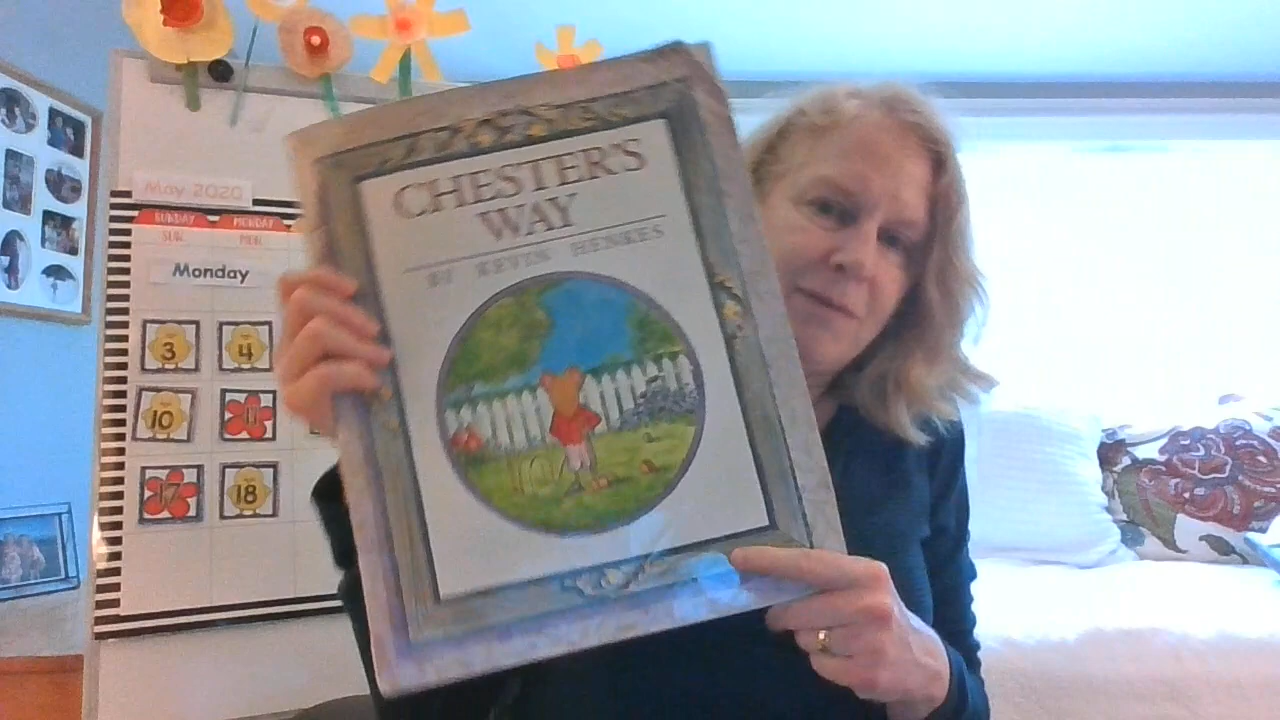 CHESTER'S
WAY
BY KEVIN HENKES
May 2020
SUNDAY MONDAY
SUN. MON.
Monday
3 4
10 11
17 18